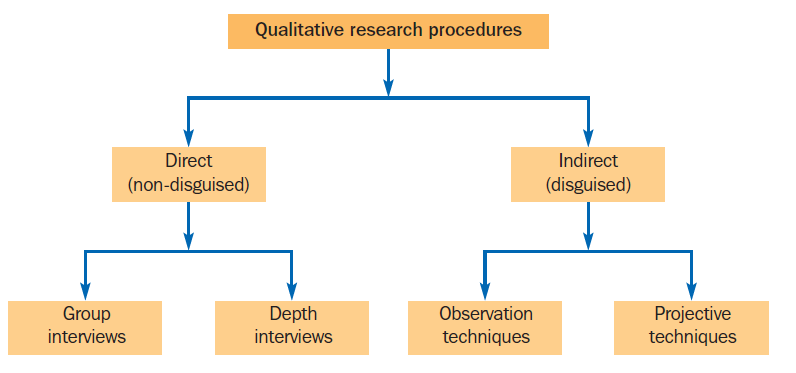 Qualitative research procedures
Direct
(non-disguised)
Indirect
(disguised)
Group
interviews
Depth
interviews
Observation
techniques
Projective
techniques